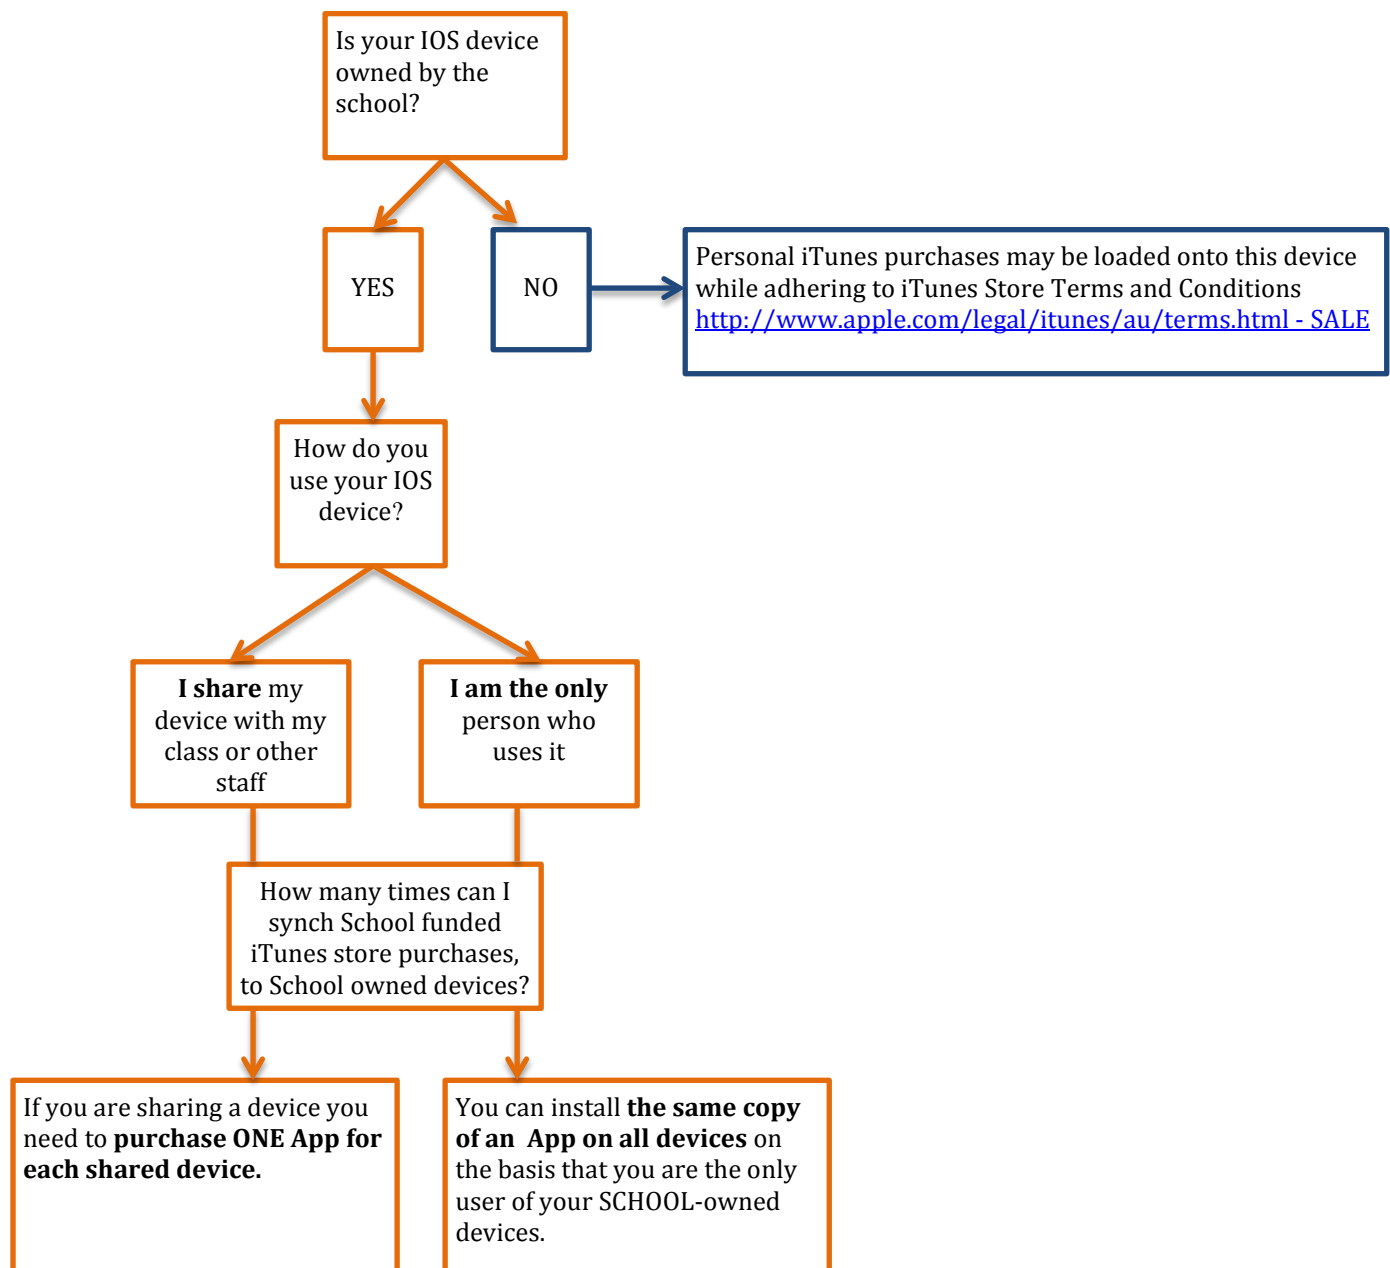 Is your IOS device
owned by the
school?
YES
NO
Personal iTunes purchases may be loaded onto this device
while adhering to iTunes Store Terms and Conditions
http://www.apple.com/legal/itunes/au/terms.html - SALE
How do you
use your IOS
device?
I share my
device with my
class or other
staff
I am the only
person who
uses it
How many times can I
synch School funded
iTunes store purchases,
to School owned devices?
If you are sharing a device you
need to purchase ONE App for
each shared device.
You can install the same copy
of an  App on all devices on
the basis that you are the only
user of your SCHOOL-owned
devices.